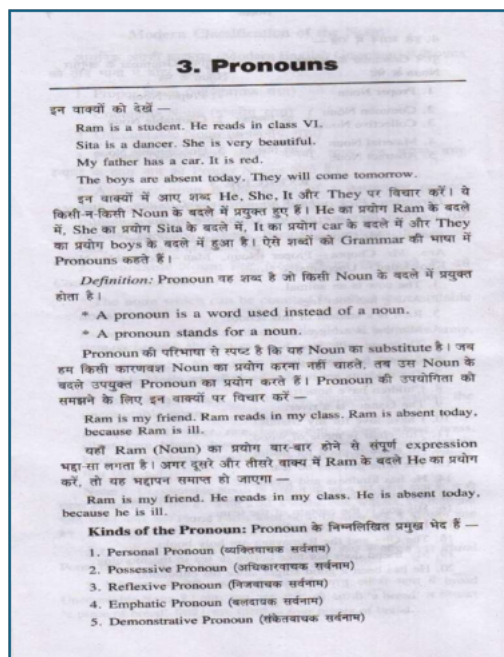 3. Pronouns
इन वाक्यों को देखें —
Ram is a student. He reads in class VI.
Sita is a dancer. She is very beautiful.
My father has a car. It is red.
The boys are absent today. They will come tomorrow.
इन वाक्यों में आए शब्द He, She, It और They पर विचार करें। ये
किसी-न-किसी Noun के बदले में प्रयुक्त हुए हैं। He का प्रयोग Ram के बदले
में, She का प्रयोग Sita के बदले में, It का प्रयोग car के बदले में और They
का प्रयोग boys के बदले में हुआ है। ऐसे शब्दों को Grammar की भाषा में
Pronouns कहते हैं।
Definition: Pronoun वह शब्द है जो किसी Noun के बदले में प्रयुक्त
होता है।
* A pronoun is a word used instead of a noun.
* A pronoun stands for a noun.
Pronoun की परिभाषा से स्पष्ट है कि यह Noun का substitute है। जब
हम किसी कारणवश Noun का प्रयोग करना नहीं चाहते, तब उस Noun के
बदले उपयुक्त Pronoun का प्रयोग करते हैं। Pronoun की उपयोगिता को
समझने के लिए इन वाक्यों पर विचार करें —
Ram is my friend. Ram reads in my class. Ram is absent today,
because Ram is ill.
यहाँ Ram (Noun) का प्रयोग बार-बार होने से संपूर्ण expression
भद्दा-सा लगता है। अगर दूसरे और तीसरे वाक्य में Ram के बदले He का प्रयोग
करें, तो यह भद्दापन समाप्त हो जाएगा —
Ram is my friend. He reads in my class. He is absent today,
because he is ill.
Kinds of the Pronoun: Pronoun के निम्नलिखित प्रमुख भेद हैं —
1. Personal Pronoun (व्यक्तिवाचक सर्वनाम)
2. Possessive Pronoun (अधिकारवाचक सर्वनाम)
3. Reflexive Pronoun (निजवाचक सर्वनाम)
4. Emphatic Pronoun (बलवाचक सर्वनाम)
5. Demonstrative Pronoun (संकेतवाचक सर्वनाम)